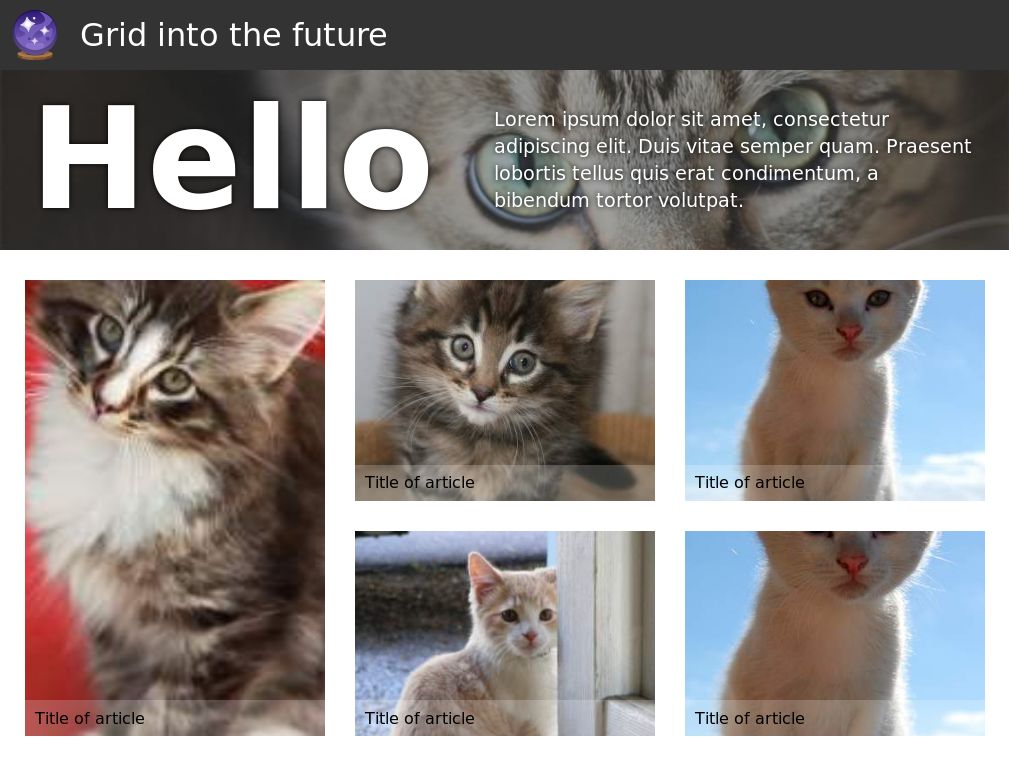 Grid into the future
Hello
Lorem ipsum dolor sit amet, consectetur
adipiscing elit. Duis vitae semper quam. Praesent
lobortis tellus quis erat condimentum, a
bibendum tortor volutpat.
Title of article
Title of article
Title of article
Title of article
Title of article